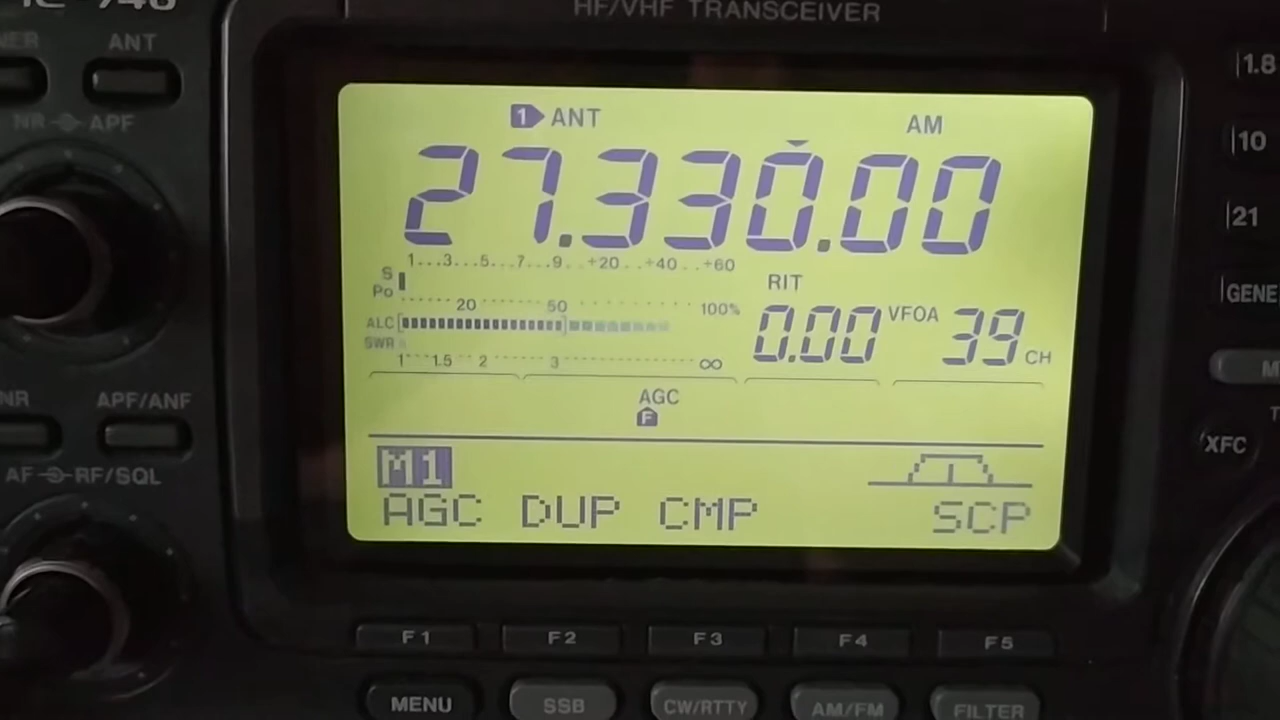 HF/VHF TRANSCEIVER
ANT
NR APF
1 ANT AM
27.330.00
S 1...3...5...7...9..+20..+40..+60
Po 20 50 100%
RIT
ALC
SWR
1 1.5 2 3 ∞
0.00 VFOA 39 CH
AGC
F
M1
AGC DUP CMP SCP
NR APF/ANF
AF RF/SQL
1.8
10
21
GENE
XFC
F1 F2 F3 F4 F5
MENU SSB CW/RTTY AM/FM FILTER